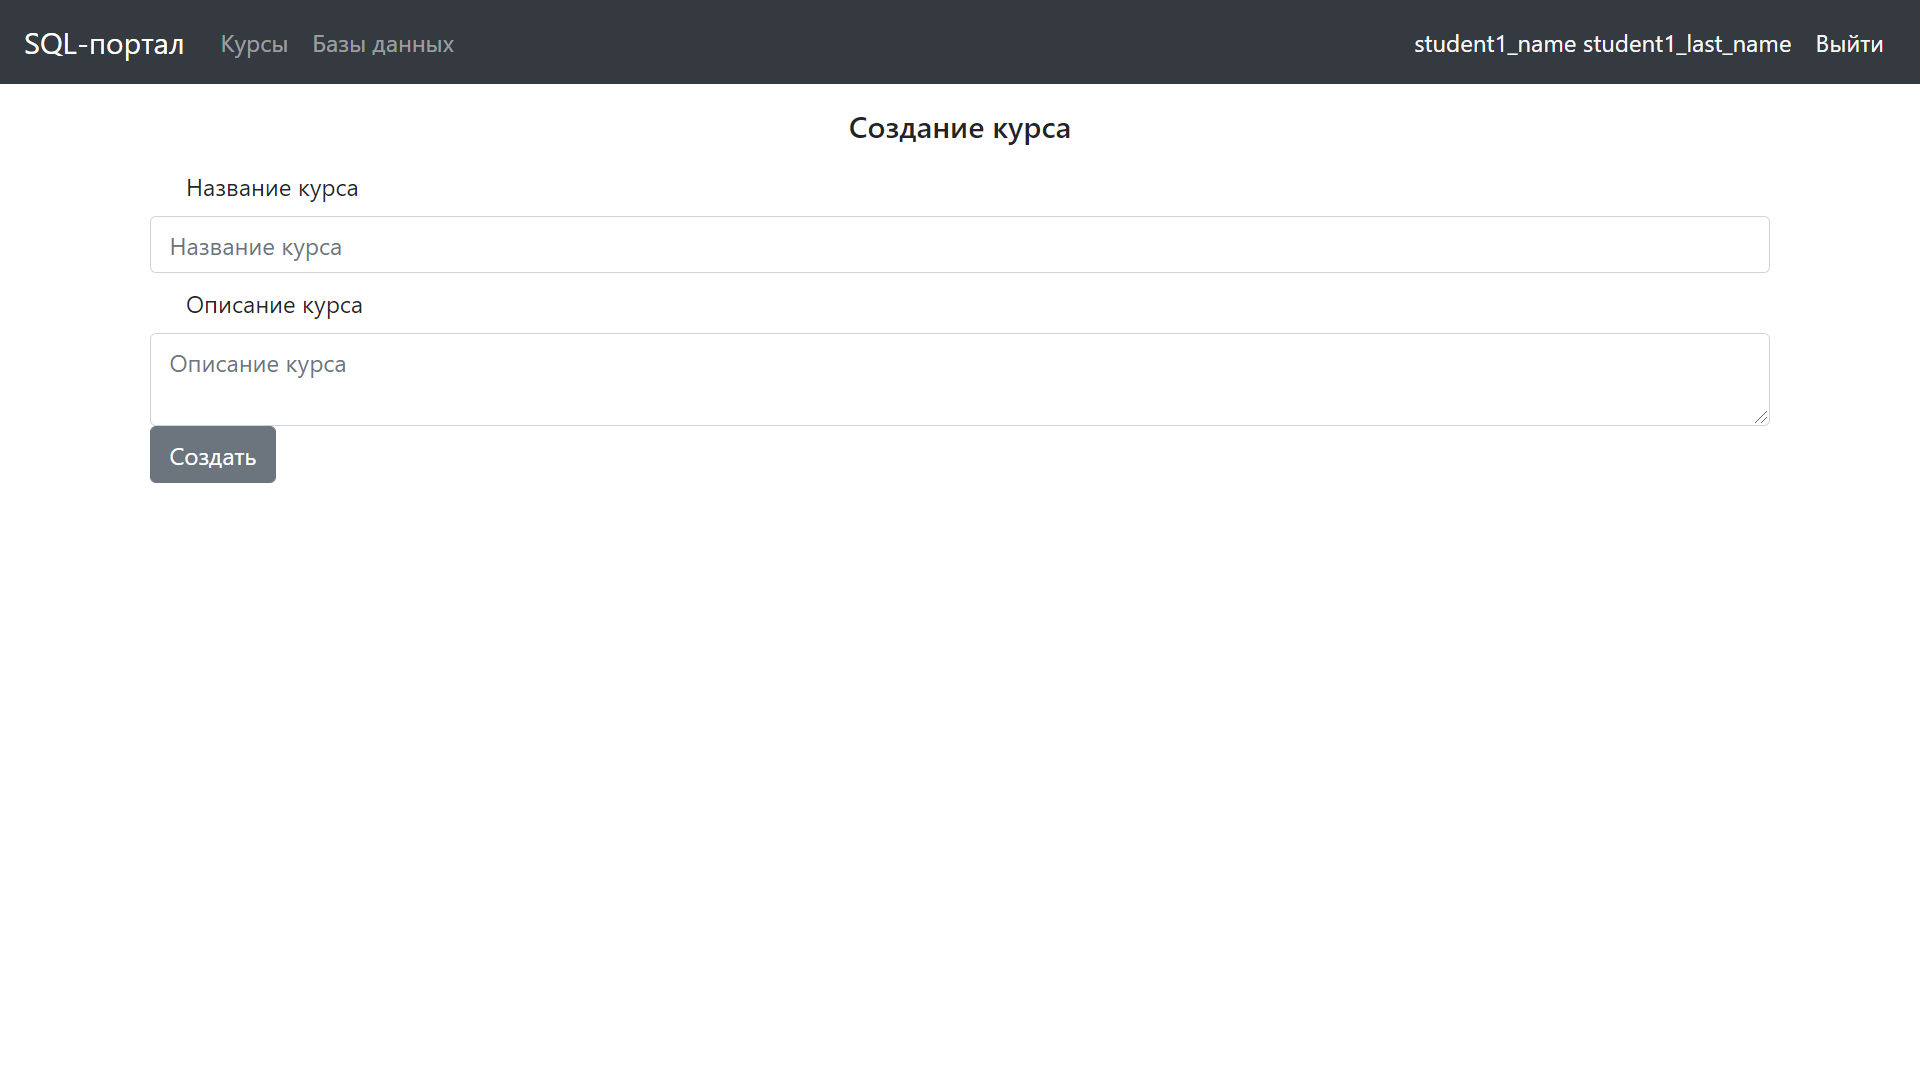 SQL-портал Курсы Базы данных student1_name student1_last_name Выйти
Создание курса
Название курса
Название курса
Описание курса
Описание курса
Создать